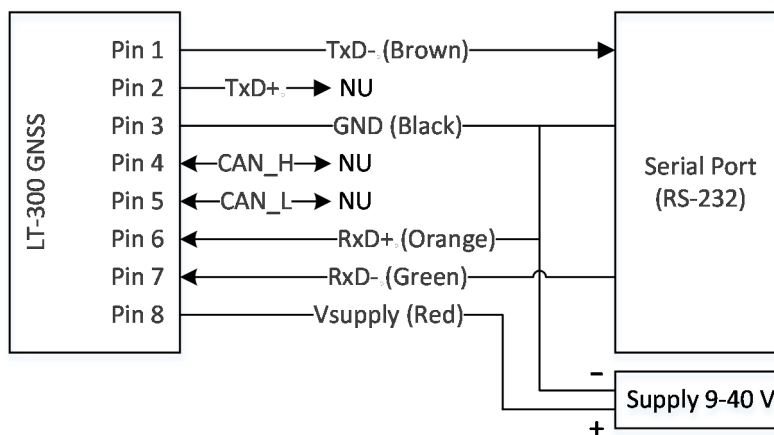 LT-300 GNSS
Pin 1 TxD- (Brown)
Pin 2 TxD+ NU
Pin 3 GND (Black)
Pin 4 CAN_H NU
Pin 5 CAN_L NU
Pin 6 RxD+ (Orange)
Pin 7 RxD- (Green)
Pin 8 Vsupply (Red)
Serial Port
(RS-232)
-
Supply 9-40 V
+